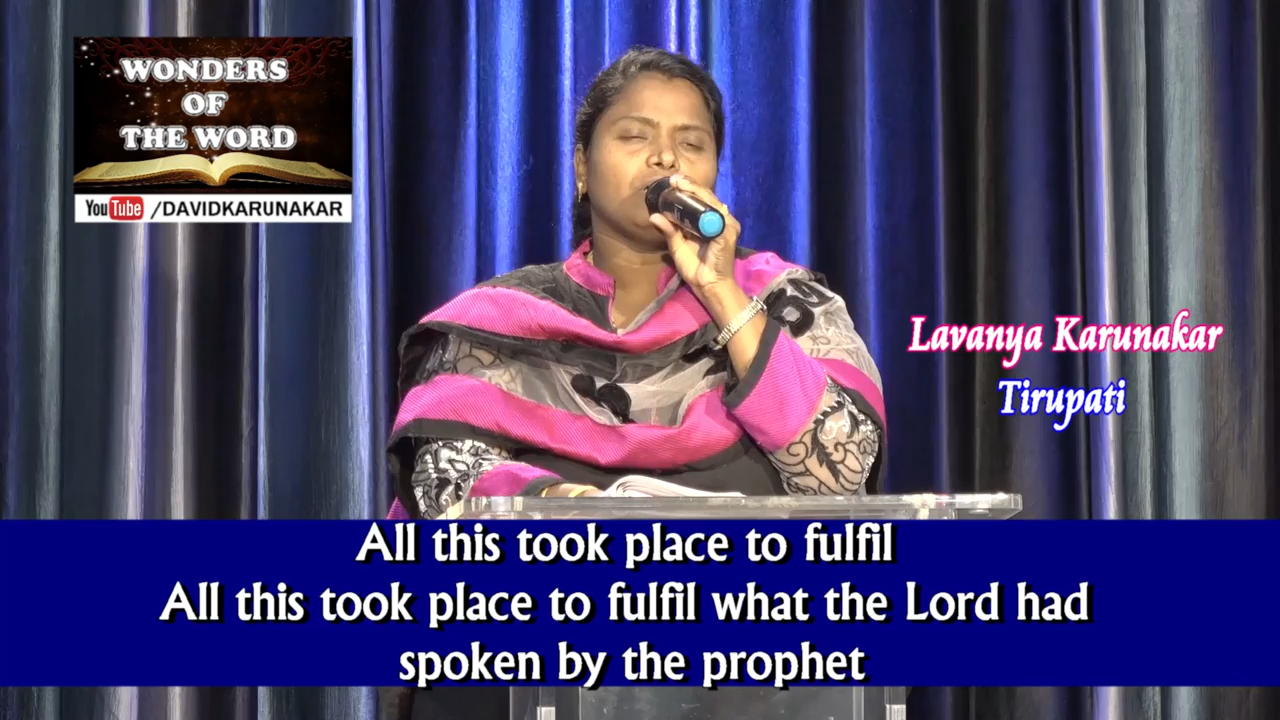 WONDERS
OF
THE WORD
YouTube /DAVIDKARUNAKAR
Lavanya Karunakar
Tirupati
All this took place to fulfil
All this took place to fulfil what the Lord had
spoken by the prophet